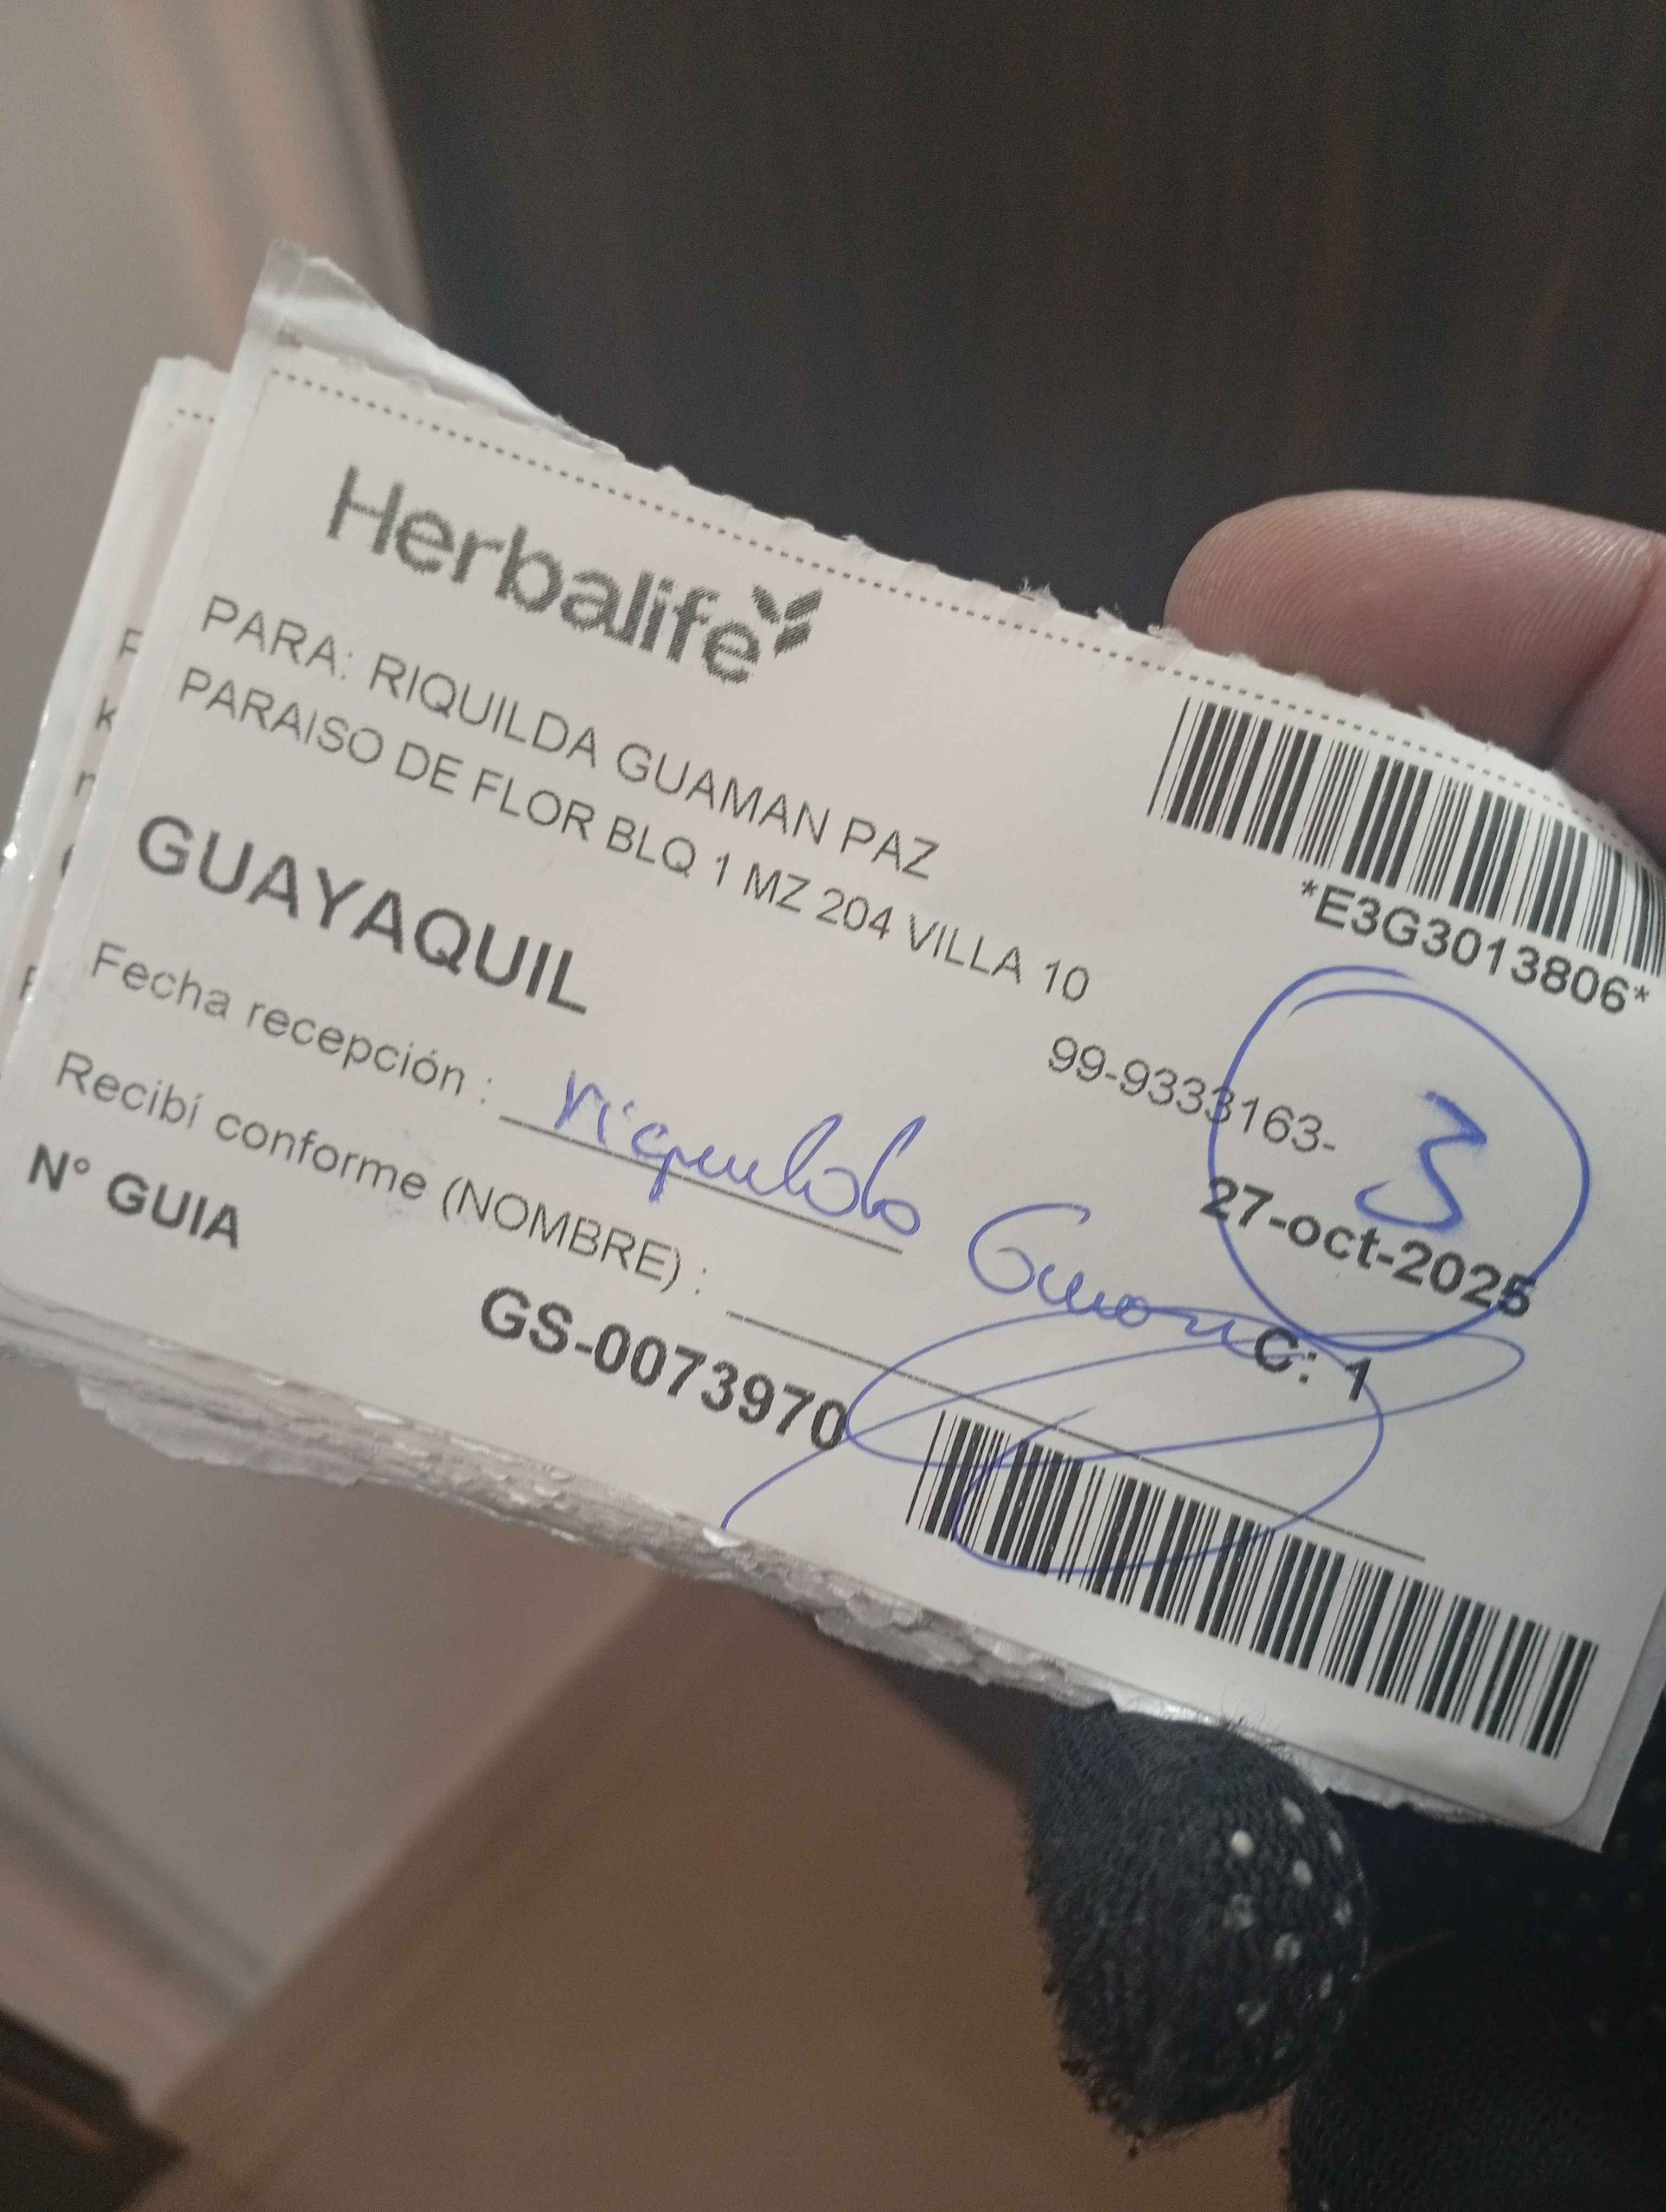 Herbalife
PARA: RIQUILDA GUAMAN PAZ
PARAISO DE FLOR BLQ 1 MZ 204 VILLA 10
GUAYAQUIL
*E3G3013806*
99-9333163-
3
27-oct-2025
C: 1
Fecha recepción :
Recibí conforme (NOMBRE) :
N° GUIA
GS-0073970